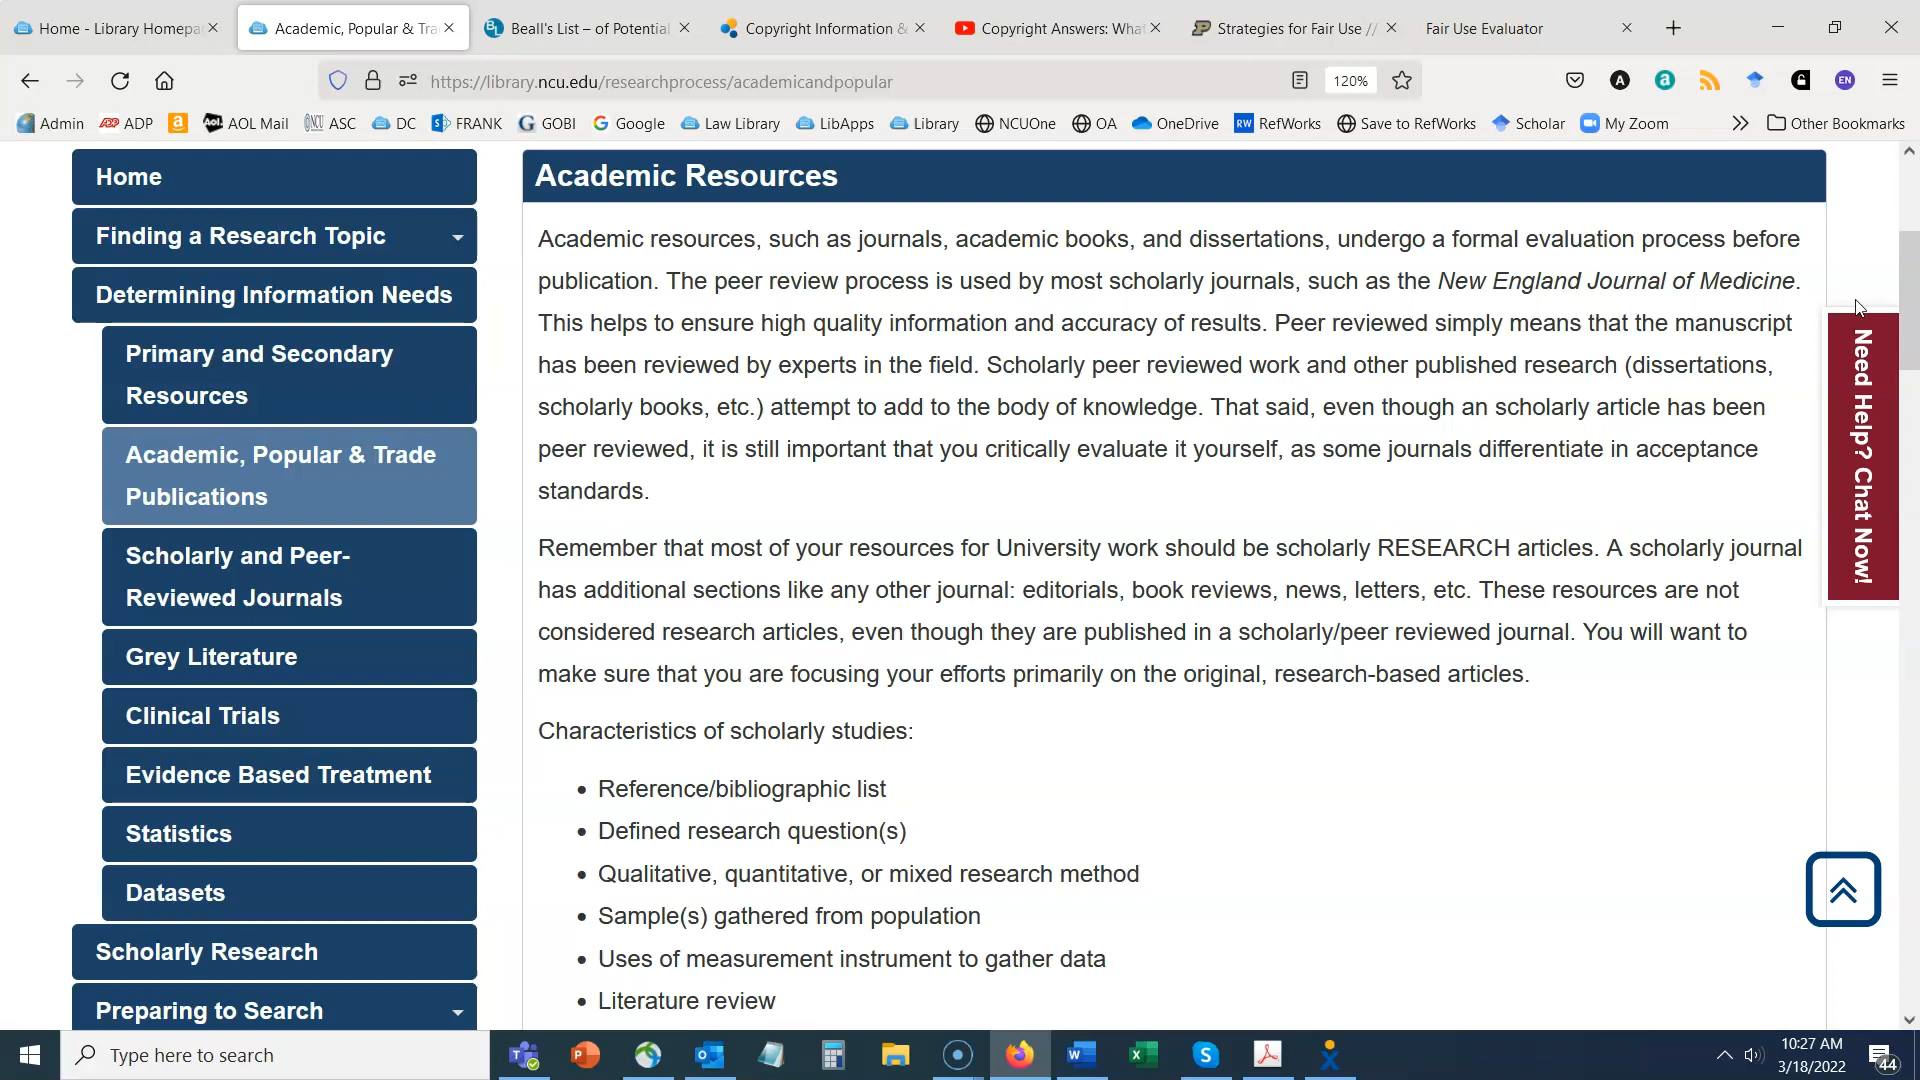 Home - Library Homepa
Academic, Popular & Tra
Beall's List – of Potential
Copyright Information &
Copyright Answers: What
Strategies for Fair Use //
Fair Use Evaluator
https://library.ncu.edu/researchprocess/academicandpopular
120%
A
a
EN
Admin
ADP
AOL Mail
ASC
DC
FRANK
GOBI
Google
Law Library
LibApps
Library
NCUOne
OA
OneDrive
RefWorks
Save to RefWorks
Scholar
My Zoom
Other Bookmarks
Home
Finding a Research Topic
Determining Information Needs
Primary and Secondary
Resources
Academic, Popular & Trade
Publications
Scholarly and Peer-
Reviewed Journals
Grey Literature
Clinical Trials
Evidence Based Treatment
Statistics
Datasets
Scholarly Research
Preparing to Search
Academic Resources
Academic resources, such as journals, academic books, and dissertations, undergo a formal evaluation process before
publication. The peer review process is used by most scholarly journals, such as the New England Journal of Medicine.
This helps to ensure high quality information and accuracy of results. Peer reviewed simply means that the manuscript
has been reviewed by experts in the field. Scholarly peer reviewed work and other published research (dissertations,
scholarly books, etc.) attempt to add to the body of knowledge. That said, even though an scholarly article has been
peer reviewed, it is still important that you critically evaluate it yourself, as some journals differentiate in acceptance
standards.
Remember that most of your resources for University work should be scholarly RESEARCH articles. A scholarly journal
has additional sections like any other journal: editorials, book reviews, news, letters, etc. These resources are not
considered research articles, even though they are published in a scholarly/peer reviewed journal. You will want to
make sure that you are focusing your efforts primarily on the original, research-based articles.
Characteristics of scholarly studies:
• Reference/bibliographic list
• Defined research question(s)
• Qualitative, quantitative, or mixed research method
• Sample(s) gathered from population
• Uses of measurement instrument to gather data
• Literature review
Need Help? Chat Now!
Type here to search
10:27 AM
3/18/2022
44